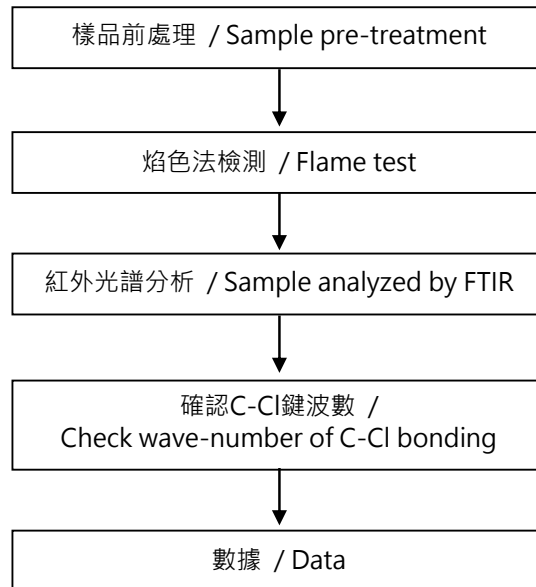 樣品前處理 / Sample pre-treatment
焰色法檢測 / Flame test
紅外光譜分析 / Sample analyzed by FTIR
確認C-Cl鍵波數 /
Check wave-number of C-Cl bonding
數據 / Data